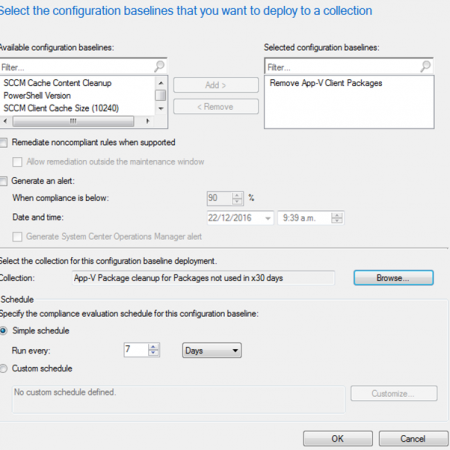 Select the configuration baselines that you want to deploy to a collection
Available configuration baselines:
Selected configuration baselines:
Filter...
Filter...
SCCM Cache Content Cleanup
PowerShell Version
SCCM Client Cache Size (10240)
Add >
< Remove
Remove App-V Client Packages
Remediate noncompliant rules when supported
Allow remediation outside the maintenance window
Generate an alert:
When compliance is below:
90
%
Date and time:
22/12/2016
9:39 a.m.
Generate System Center Operations Manager alert
Select the collection for this configuration baseline deployment.
Collection:
App-V Package cleanup for Packages not used in x30 days
Browse...
Schedule
Specify the compliance evaluation schedule for this configuration baseline:
Simple schedule
Run every:
7
Days
Custom schedule
No custom schedule defined.
Customize...
OK
Cancel